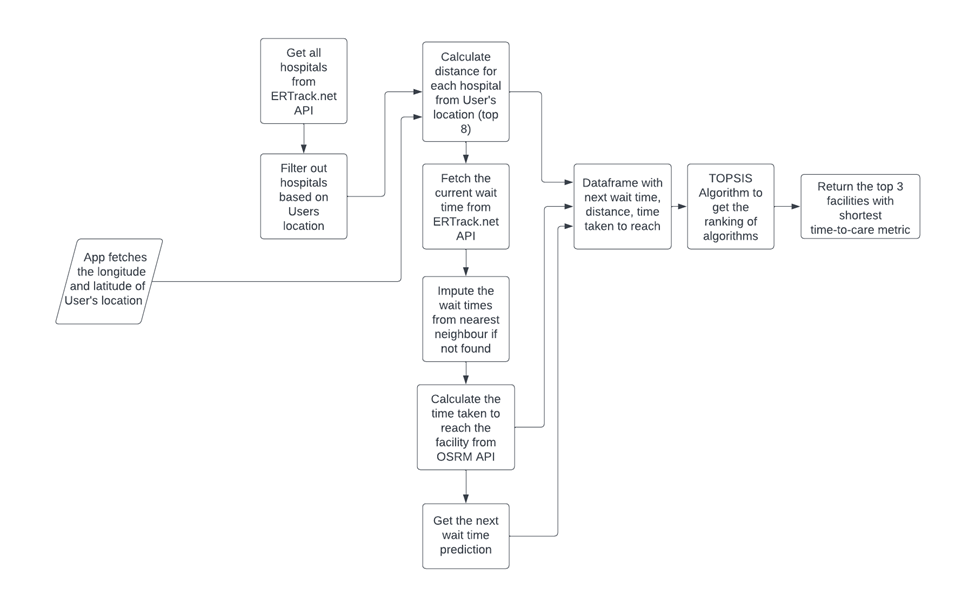 Get all
hospitals
from
ERTrack.net
API
Filter out
hospitals
based on
Users
location
App fetches
the longitude
and latitude of
User's location
Calculate
distance for
each hospital
from User's
location (top
8)
Fetch the
current wait
time from
ERTrack.net
API
Impute the
wait times
from nearest
neighbour if
not found
Calculate the
time taken to
reach the
facility from
OSRM API
Get the next
wait time
prediction
Dataframe with
next wait time,
distance, time
taken to reach
TOPSIS
Algorithm to
get the
ranking of
algorithms
Return the top 3
facilities with
shortest
time-to-care metric